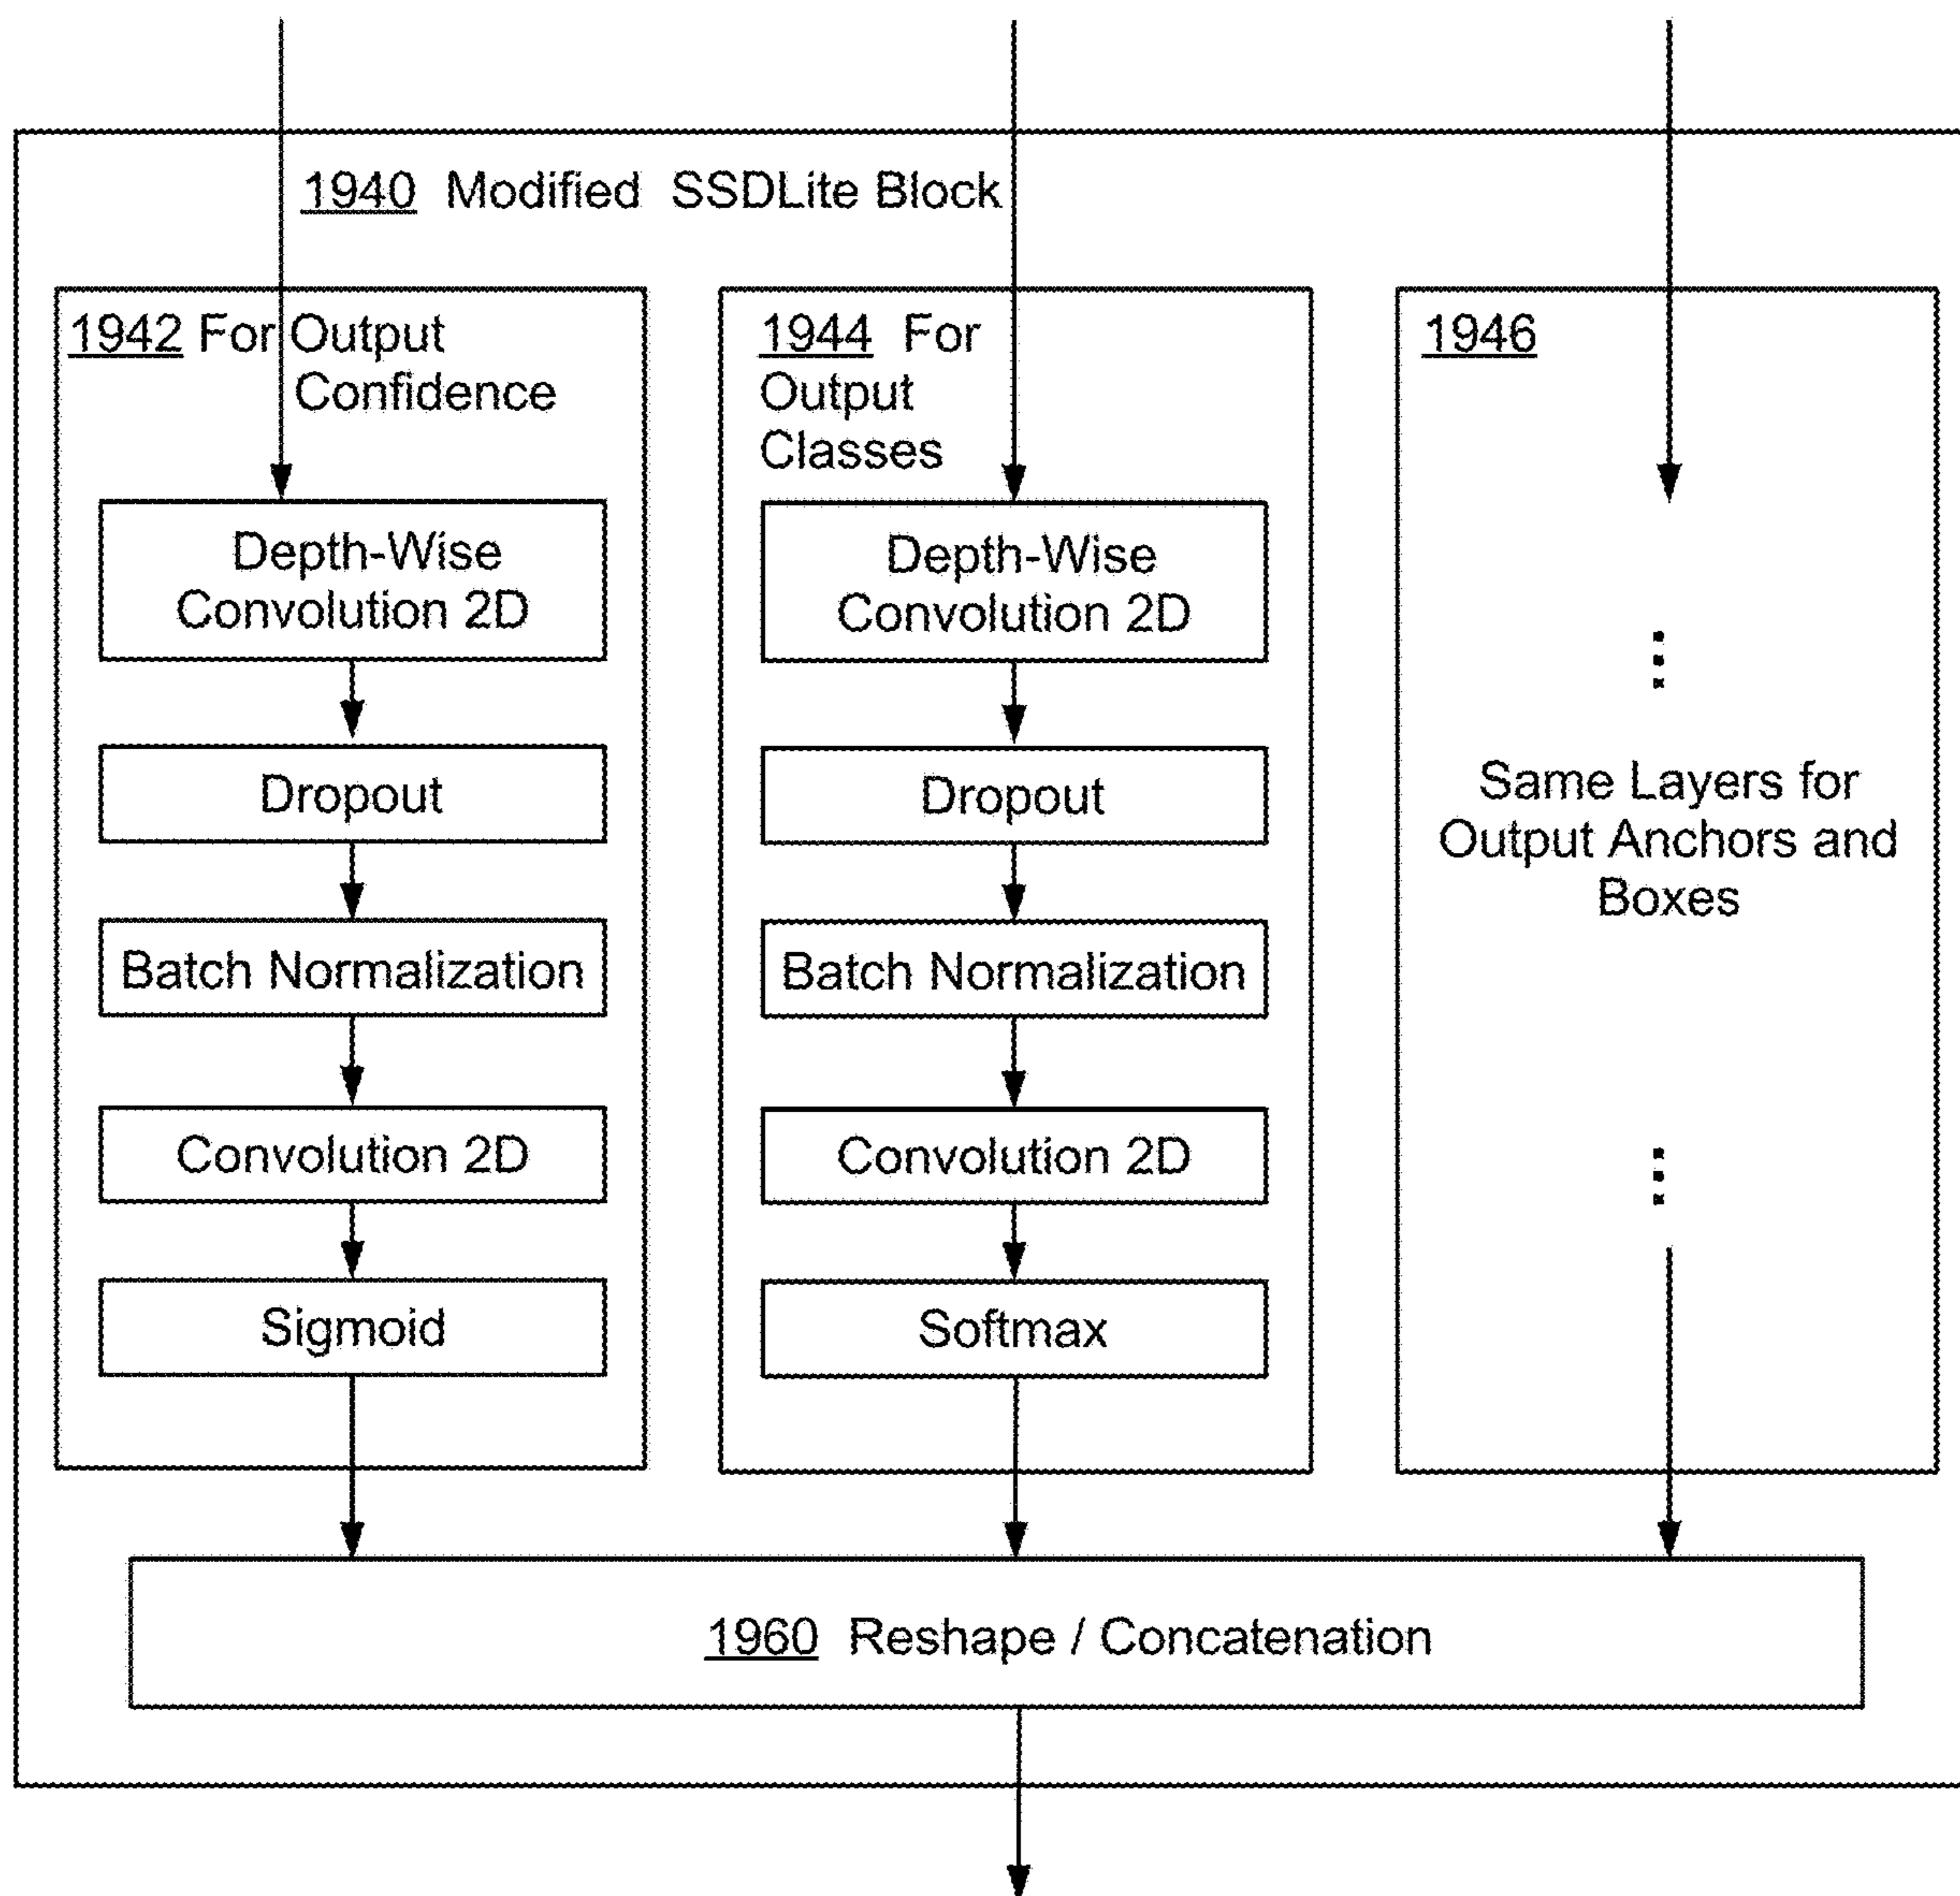 1940 Modified SSDLite Block
1942 For Output
Confidence
Depth-Wise
Convolution 2D
Dropout
Batch Normalization
Convolution 2D
Sigmoid
1944 For
Output
Classes
Depth-Wise
Convolution 2D
Dropout
Batch Normalization
Convolution 2D
Softmax
1946
Same Layers for
Output Anchors and
Boxes
1960 Reshape / Concatenation